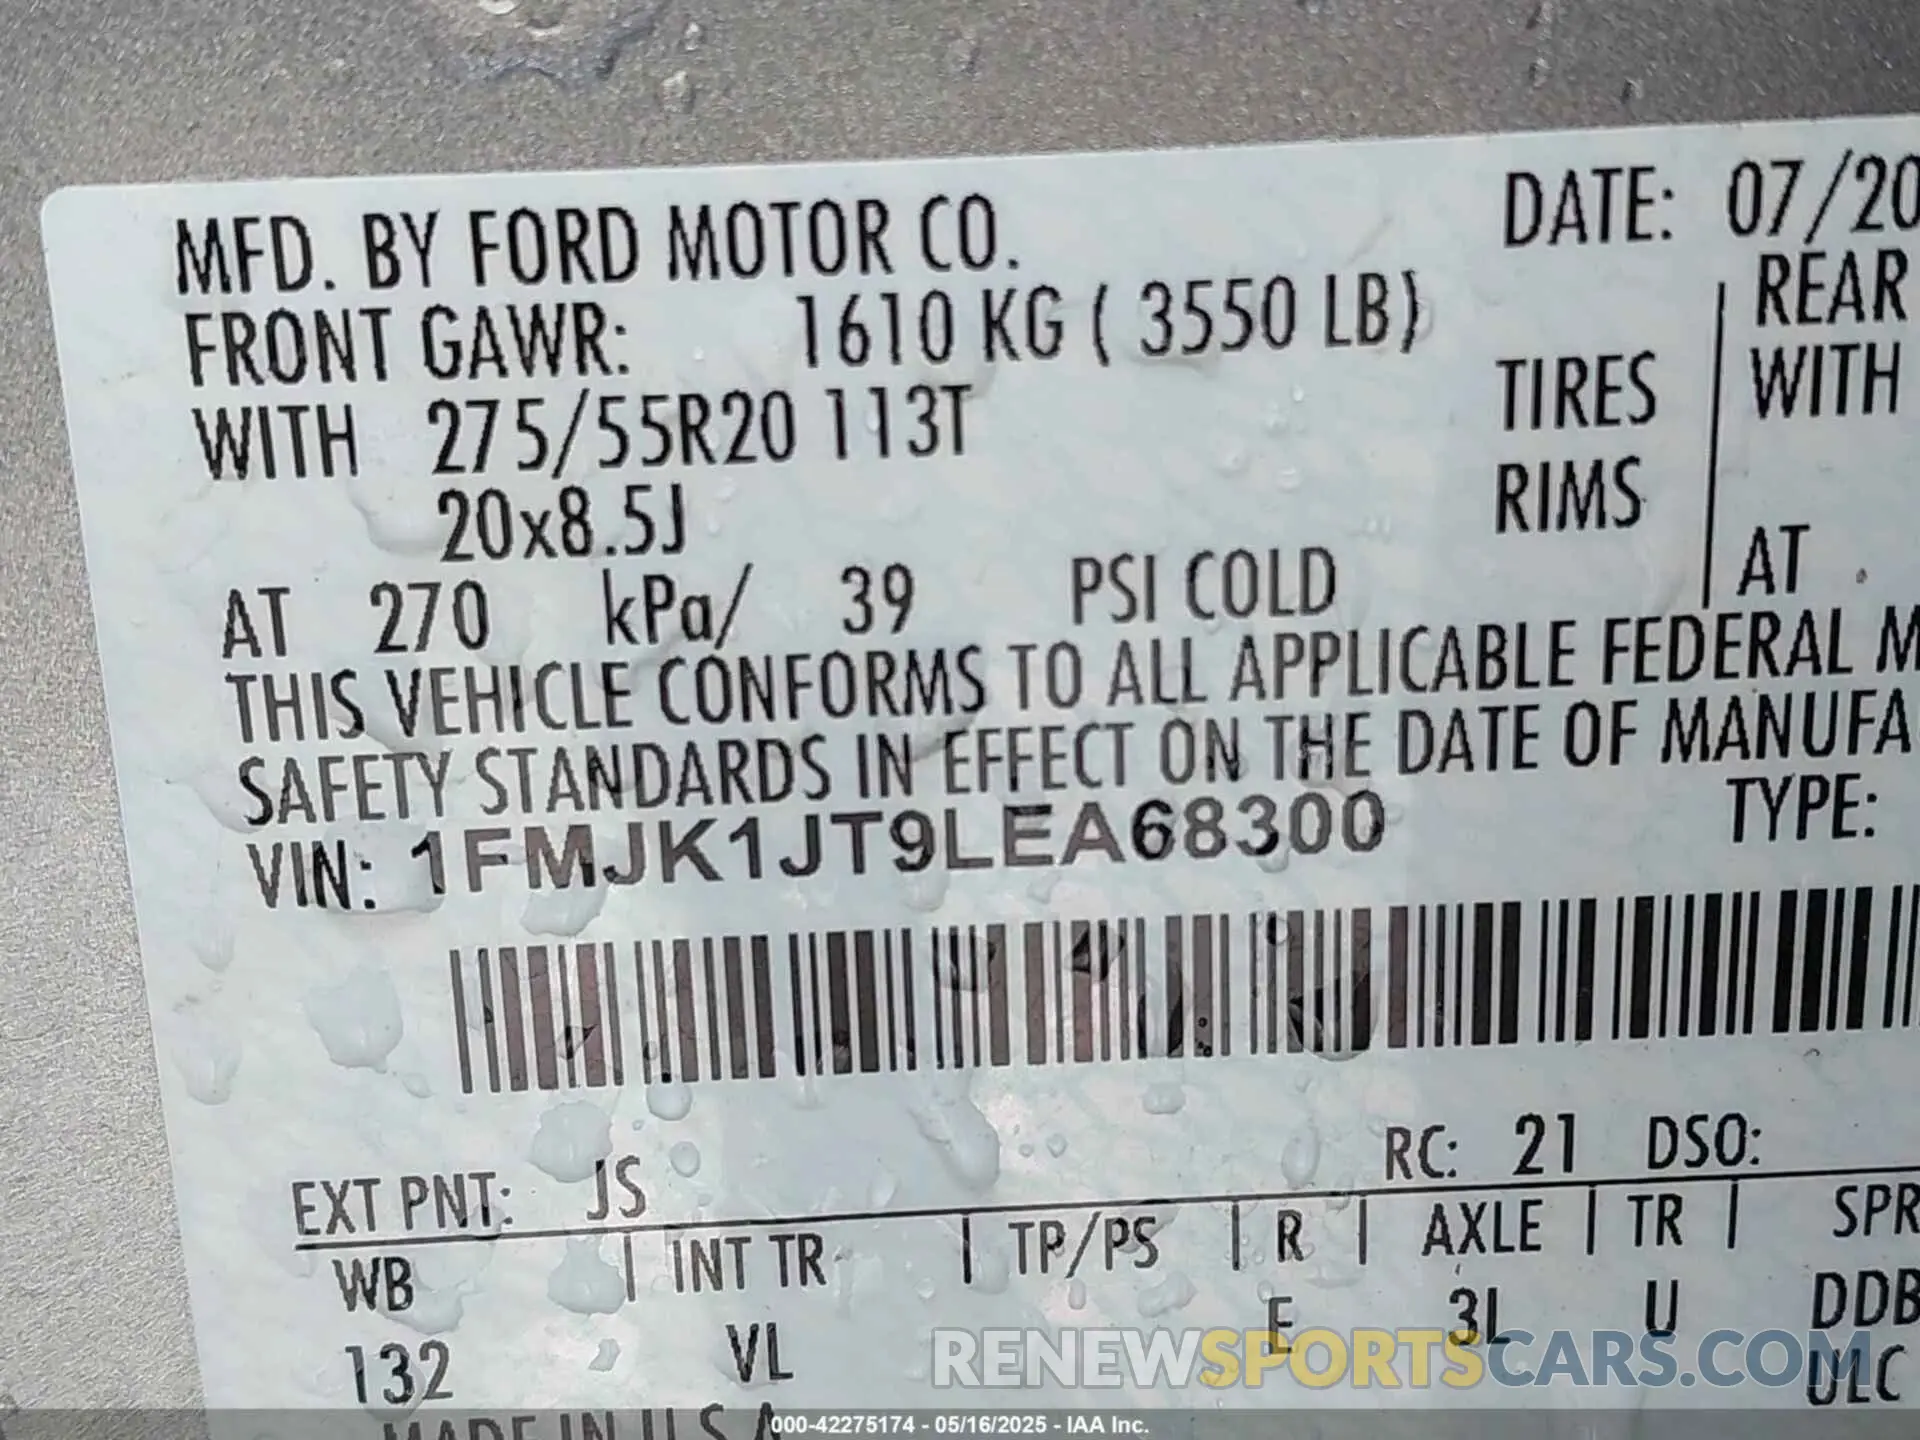 MFD. BY FORD MOTOR CO. DATE: 07/20
FRONT GAWR: 1610 KG ( 3550 LB) REAR
WITH 275/55R20 113T TIRES WITH
20x8.5J RIMS
AT 270 kPa/ 39 PSI COLD AT
THIS VEHICLE CONFORMS TO ALL APPLICABLE FEDERAL M
SAFETY STANDARDS IN EFFECT ON THE DATE OF MANUFA
VIN: 1FMJK1JT9LEA68300 TYPE:
RC: 21 DSO:
EXT PNT: JS
WB | INT TR | TP/PS | R | AXLE | TR | SPR
132 VL E 3L U DDB
ULC
MADE IN U.S.A
RENEWSPORTSCARS.COM
000-42275174 - 05/16/2025 - IAA Inc.